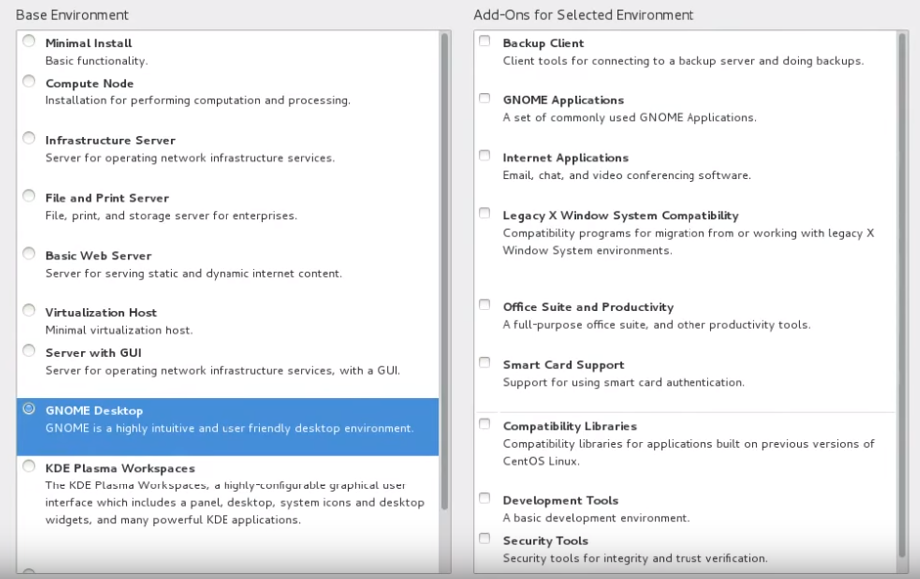 Base Environment
Minimal Install
Basic functionality.
Compute Node
Installation for performing computation and processing.
Infrastructure Server
Server for operating network infrastructure services.
File and Print Server
File, print, and storage server for enterprises.
Basic Web Server
Server for serving static and dynamic internet content.
Virtualization Host
Minimal virtualization host.
Server with GUI
Server for operating network infrastructure services, with a GUI.
GNOME Desktop
GNOME is a highly intuitive and user friendly desktop environment.
KDE Plasma Workspaces
The KDE Plasma Workspaces, a highly-configurable graphical user
interface which includes a panel, desktop, system icons and desktop
widgets, and many powerful KDE applications.
Add-Ons for Selected Environment
Backup Client
Client tools for connecting to a backup server and doing backups.
GNOME Applications
A set of commonly used GNOME Applications.
Internet Applications
Email, chat, and video conferencing software.
Legacy X Window System Compatibility
Compatibility programs for migration from or working with legacy X
Window System environments.
Office Suite and Productivity
A full-purpose office suite, and other productivity tools.
Smart Card Support
Support for using smart card authentication.
Compatibility Libraries
Compatibility libraries for applications built on previous versions of
CentOS Linux.
Development Tools
A basic development environment.
Security Tools
Security tools for integrity and trust verification.